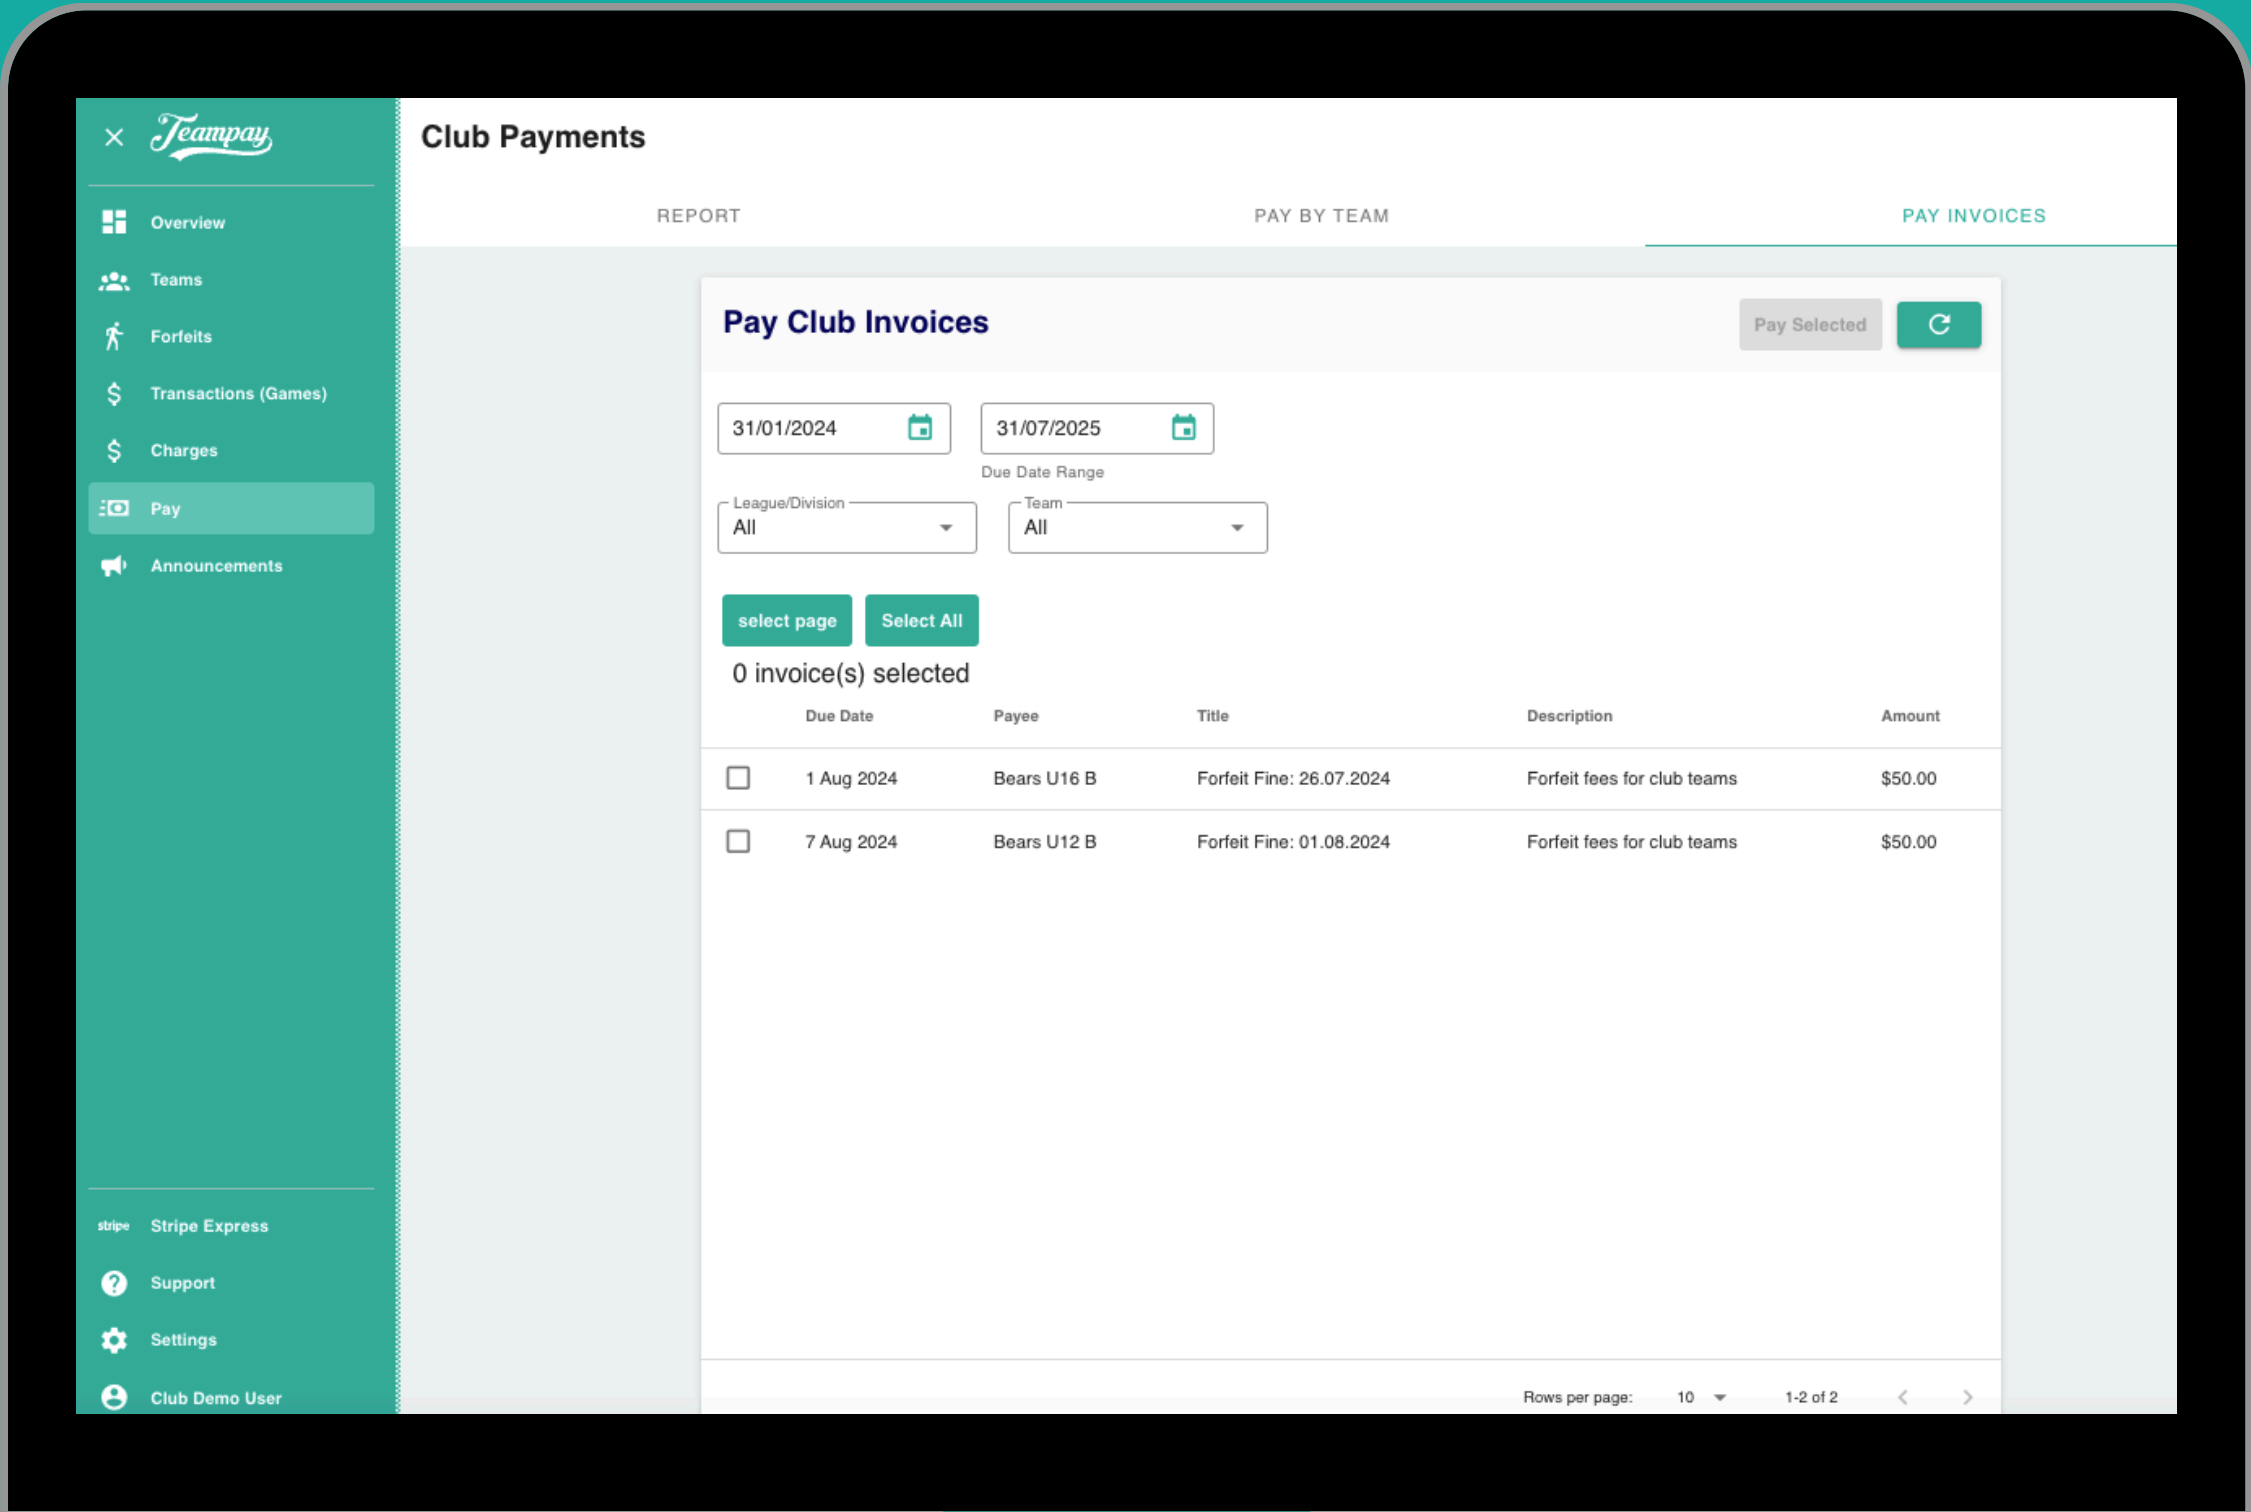 Teampay
Club Payments
REPORT PAY BY TEAM PAY INVOICES
Overview
Teams
Forfeits
Transactions (Games)
Charges
Pay
Announcements
Pay Club Invoices
Pay Selected
31/01/2024 31/07/2025
Due Date Range
League/Division Team
All All
select page Select All
0 invoice(s) selected
Due Date Payee Title Description Amount
1 Aug 2024 Bears U16 B Forfeit Fine: 26.07.2024 Forfeit fees for club teams $50.00
7 Aug 2024 Bears U12 B Forfeit Fine: 01.08.2024 Forfeit fees for club teams $50.00
stripe Stripe Express
Support
Settings
Club Demo User
Rows per page: 10 1-2 of 2